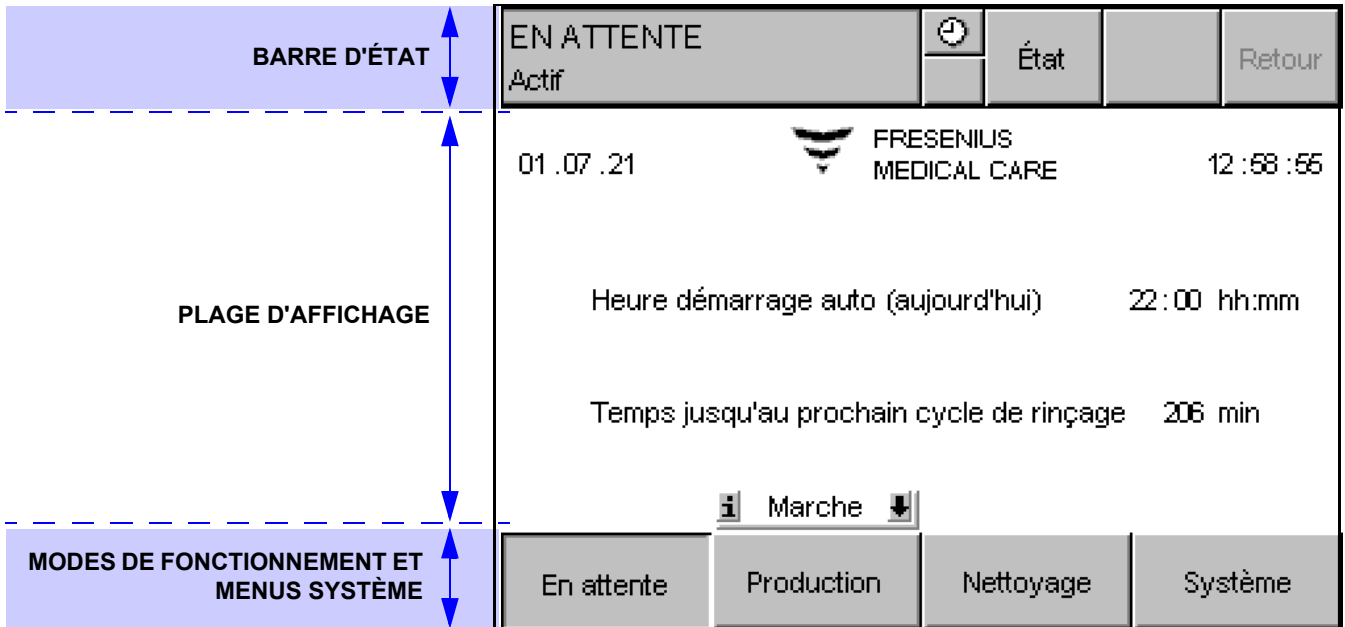 BARRE D'ÉTAT
EN ATTENTE
Actif
État
Retour
PLAGE D'AFFICHAGE
01 .07 .21
FRESENIUS
MEDICAL CARE
12 :58 :55
Heure démarrage auto (aujourd'hui) 22 : 00 hh:mm
Temps jusqu'au prochain cycle de rinçage 206 min
i Marche
MODES DE FONCTIONNEMENT ET
MENUS SYSTÈME
En attente
Production
Nettoyage
Système